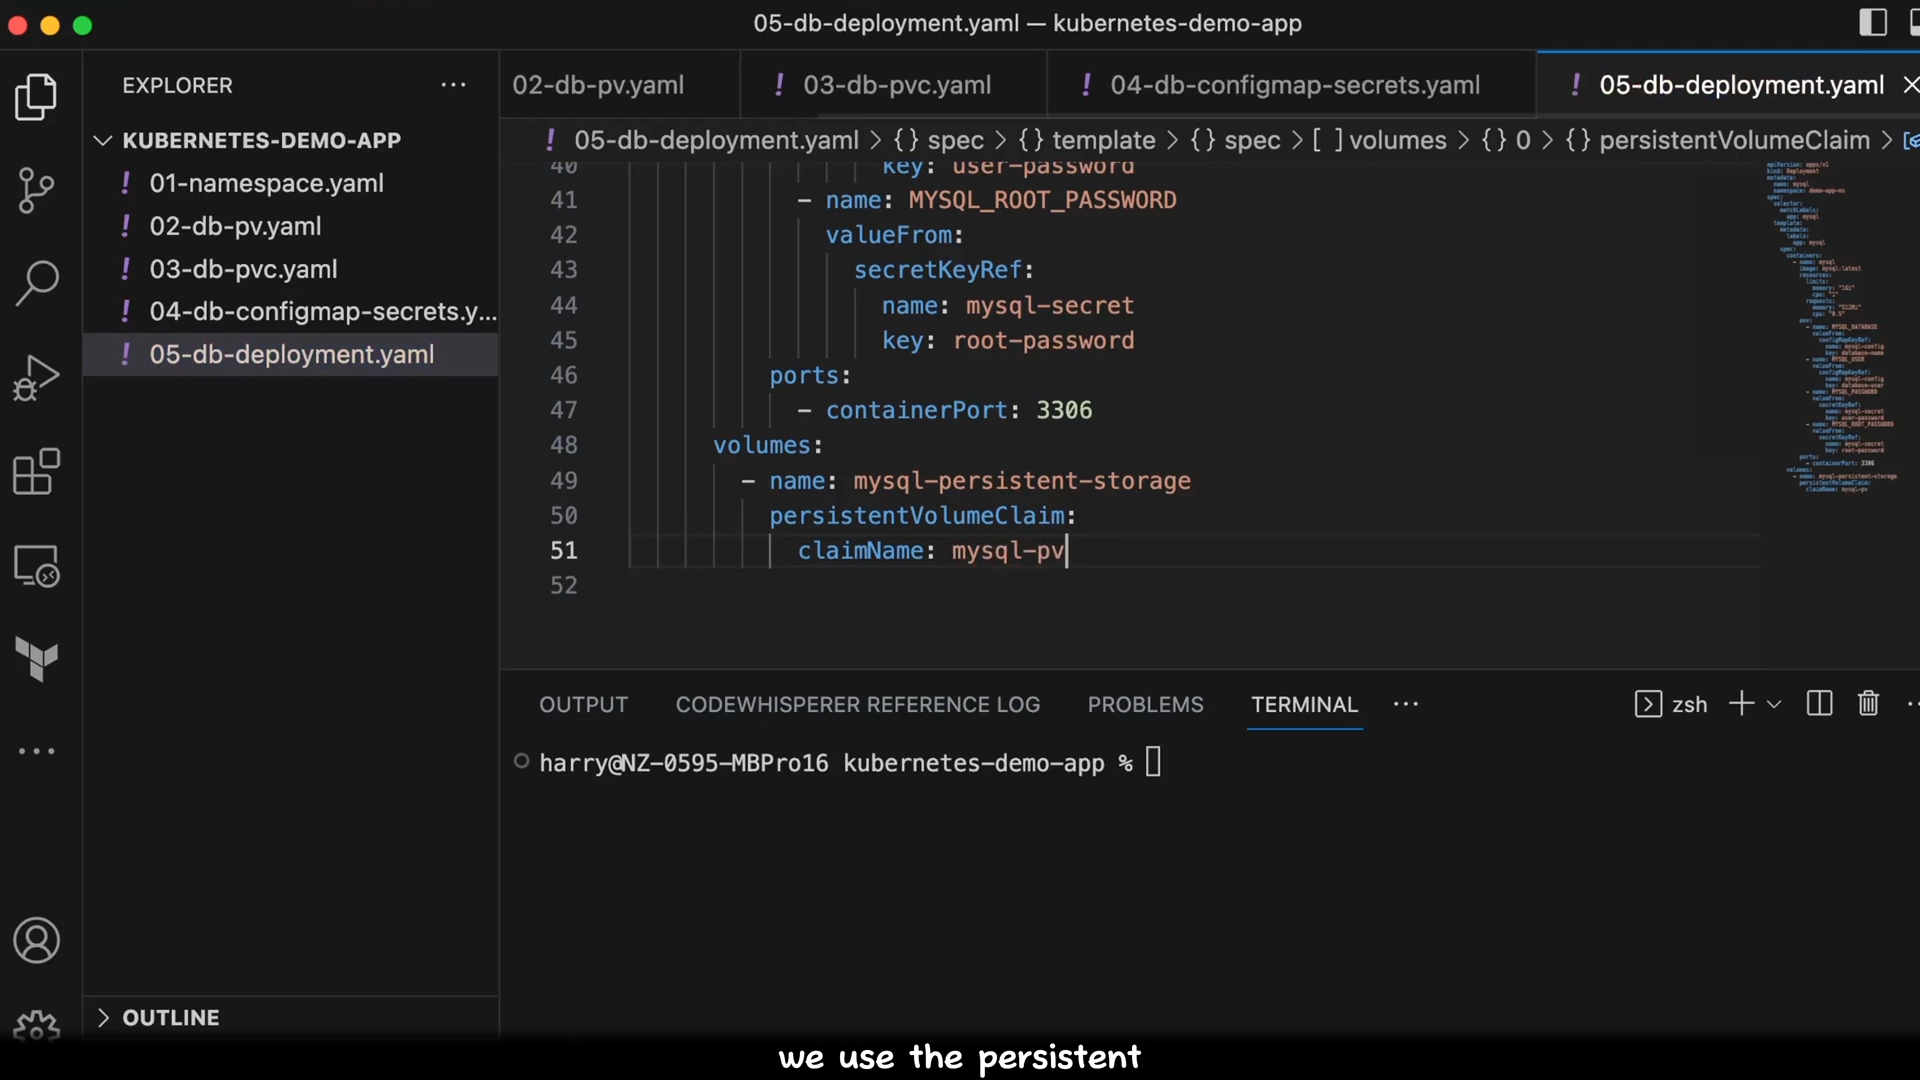 05-db-deployment.yaml — kubernetes-demo-app
EXPLORER
02-db-pv.yaml
! 03-db-pvc.yaml
! 04-db-configmap-secrets.yaml
! 05-db-deployment.yaml
KUBERNETES-DEMO-APP
! 01-namespace.yaml
! 02-db-pv.yaml
! 03-db-pvc.yaml
! 04-db-configmap-secrets.y...
! 05-db-deployment.yaml
! 05-db-deployment.yaml > {} spec > {} template > {} spec > [ ] volumes > {} 0 > {} persistentVolumeClaim >
40 key: user-password
41 - name: MYSQL_ROOT_PASSWORD
42 valueFrom:
43 secretKeyRef:
44 name: mysql-secret
45 key: root-password
46 ports:
47 - containerPort: 3306
48 volumes:
49 - name: mysql-persistent-storage
50 persistentVolumeClaim:
51 claimName: mysql-pv
52
OUTPUT CODEWHISPERER REFERENCE LOG PROBLEMS TERMINAL ... zsh
harry@NZ-0595-MBPro16 kubernetes-demo-app %
OUTLINE
we use the persistent